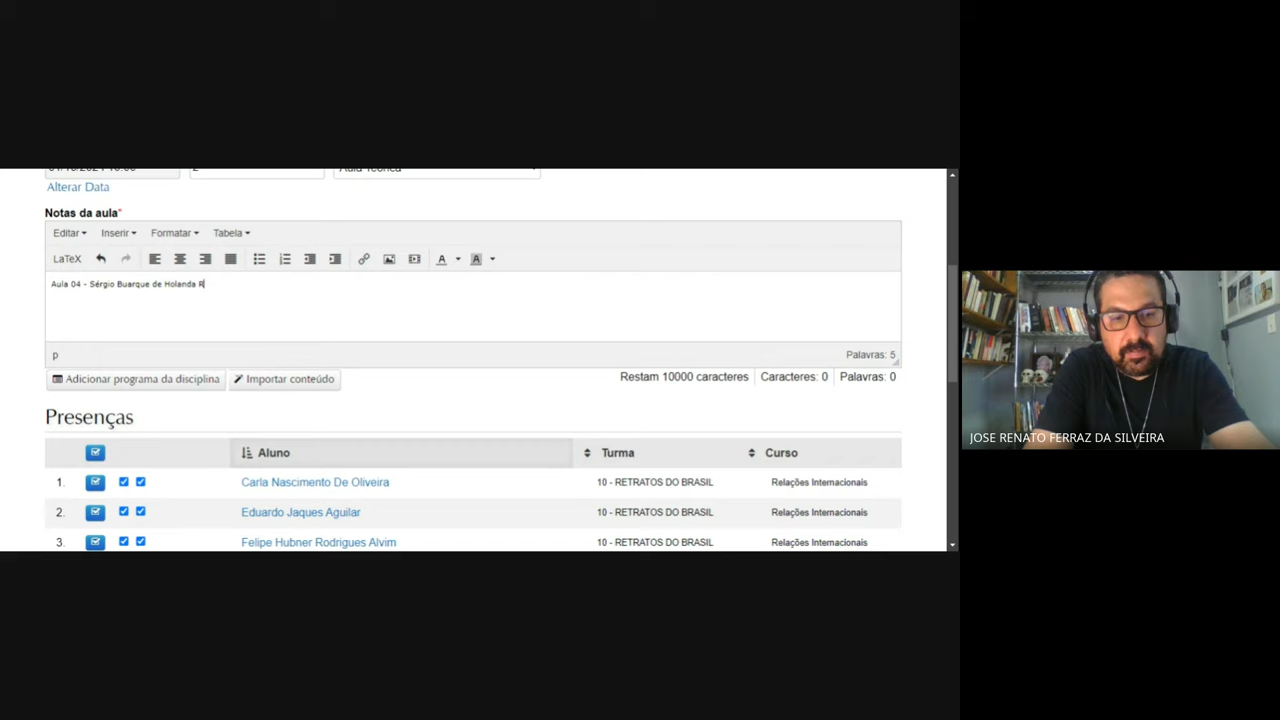 Alterar Data
Notas da aula*
Editar Inserir Formatar Tabela
LaTeX A A
Aula 04 - Sérgio Buarque de Holanda R
p Palavras: 5
Adicionar programa da disciplina Importar conteúdo Restam 10000 caracteres Caracteres: 0 Palavras: 0
Presenças
Aluno Turma Curso
1. Carla Nascimento De Oliveira 10 - RETRATOS DO BRASIL Relações Internacionais
2. Eduardo Jaques Aguilar 10 - RETRATOS DO BRASIL Relações Internacionais
3. Felipe Hubner Rodrigues Alvim 10 - RETRATOS DO BRASIL Relações Internacionais
JOSE RENATO FERRAZ DA SILVEIRA